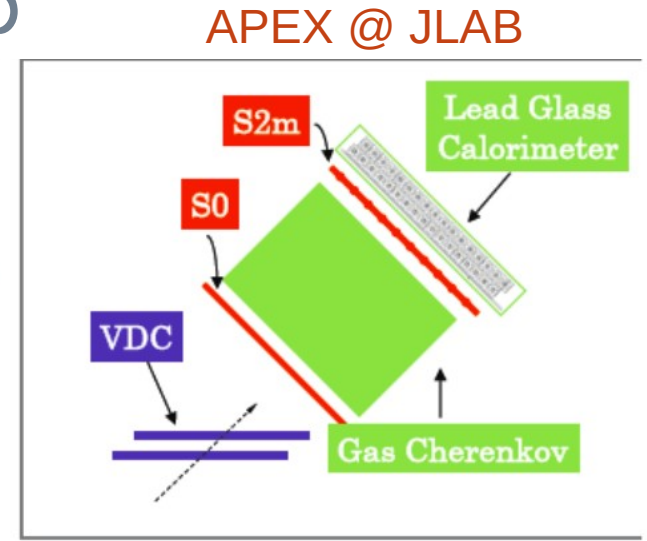 APEX @ JLAB
S2m
Lead Glass
Calorimeter
S0
VDC
Gas Cherenkov